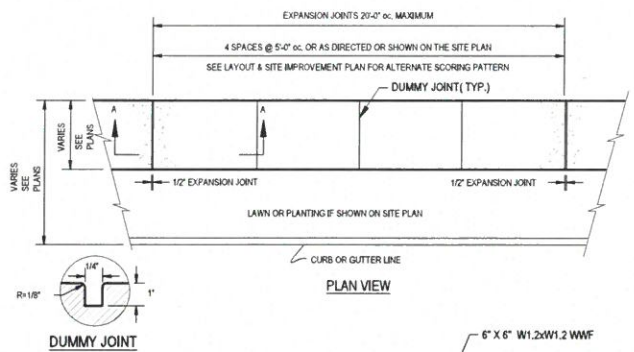 EXPANSION JOINTS 20'-0" oc. MAXIMUM
4 SPACES @ 5'-0" oc. OR AS DIRECTED OR SHOWN ON THE SITE PLAN
SEE LAYOUT & SITE IMPROVEMENT PLAN FOR ALTERNATE SCORING PATTERN
DUMMY JOINT( TYP.)
A
A
VARIES
SEE
PLANS
VARIES
SEE
PLANS
1/2" EXPANSION JOINT
1/2" EXPANSION JOINT
LAWN OR PLANTING IF SHOWN ON SITE PLAN
CURB OR GUTTER LINE
PLAN VIEW
1/4"
R=1/8"
1"
DUMMY JOINT
6" X 6" W1.2xW1.2 WWF